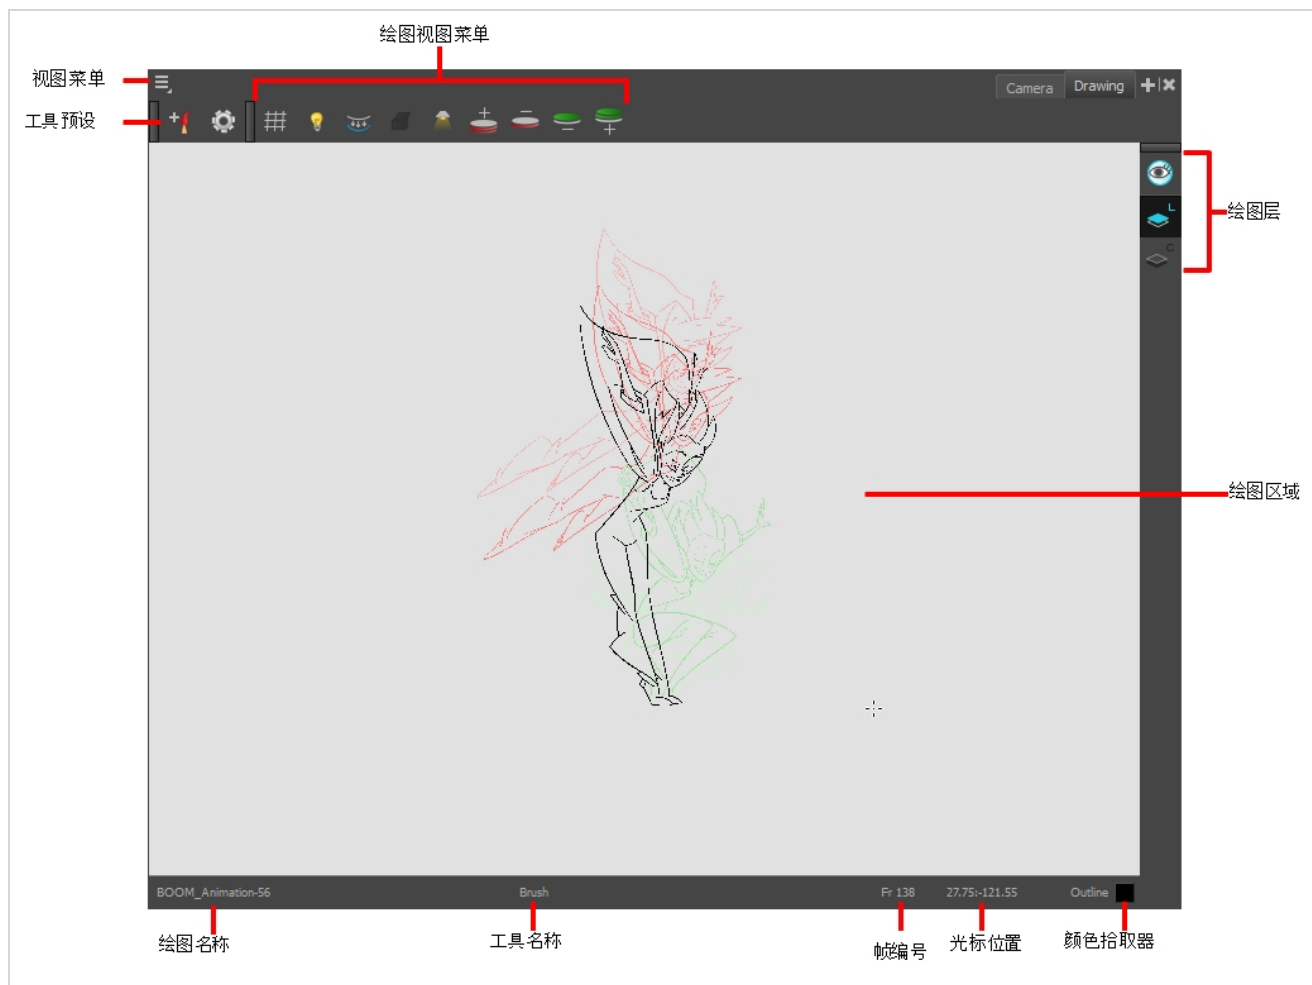 绘图视图菜单
视图菜单
Camera
Drawing
工具预设
L
C
绘图层
绘图区域
BOOM_Animation-56
Brush
Fr 138
27.75:-121.55
Outline
绘图名称
工具名称
帧编号
光标位置
颜色拾取器